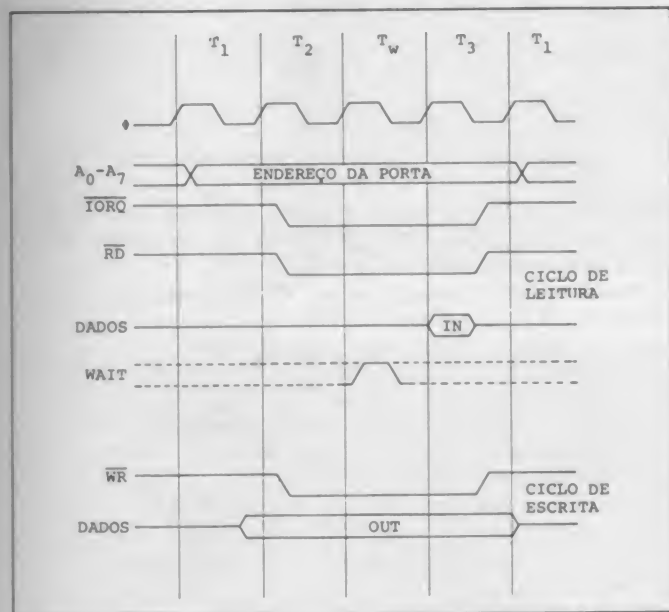 T1 T2 Tw T3 T1
Φ
A0-A7 ENDEREÇO DA PORTA
IORQ
RD
CICLO DE
LEITURA
DADOS IN
WAIT
WR
CICLO DE
ESCRITA
DADOS OUT